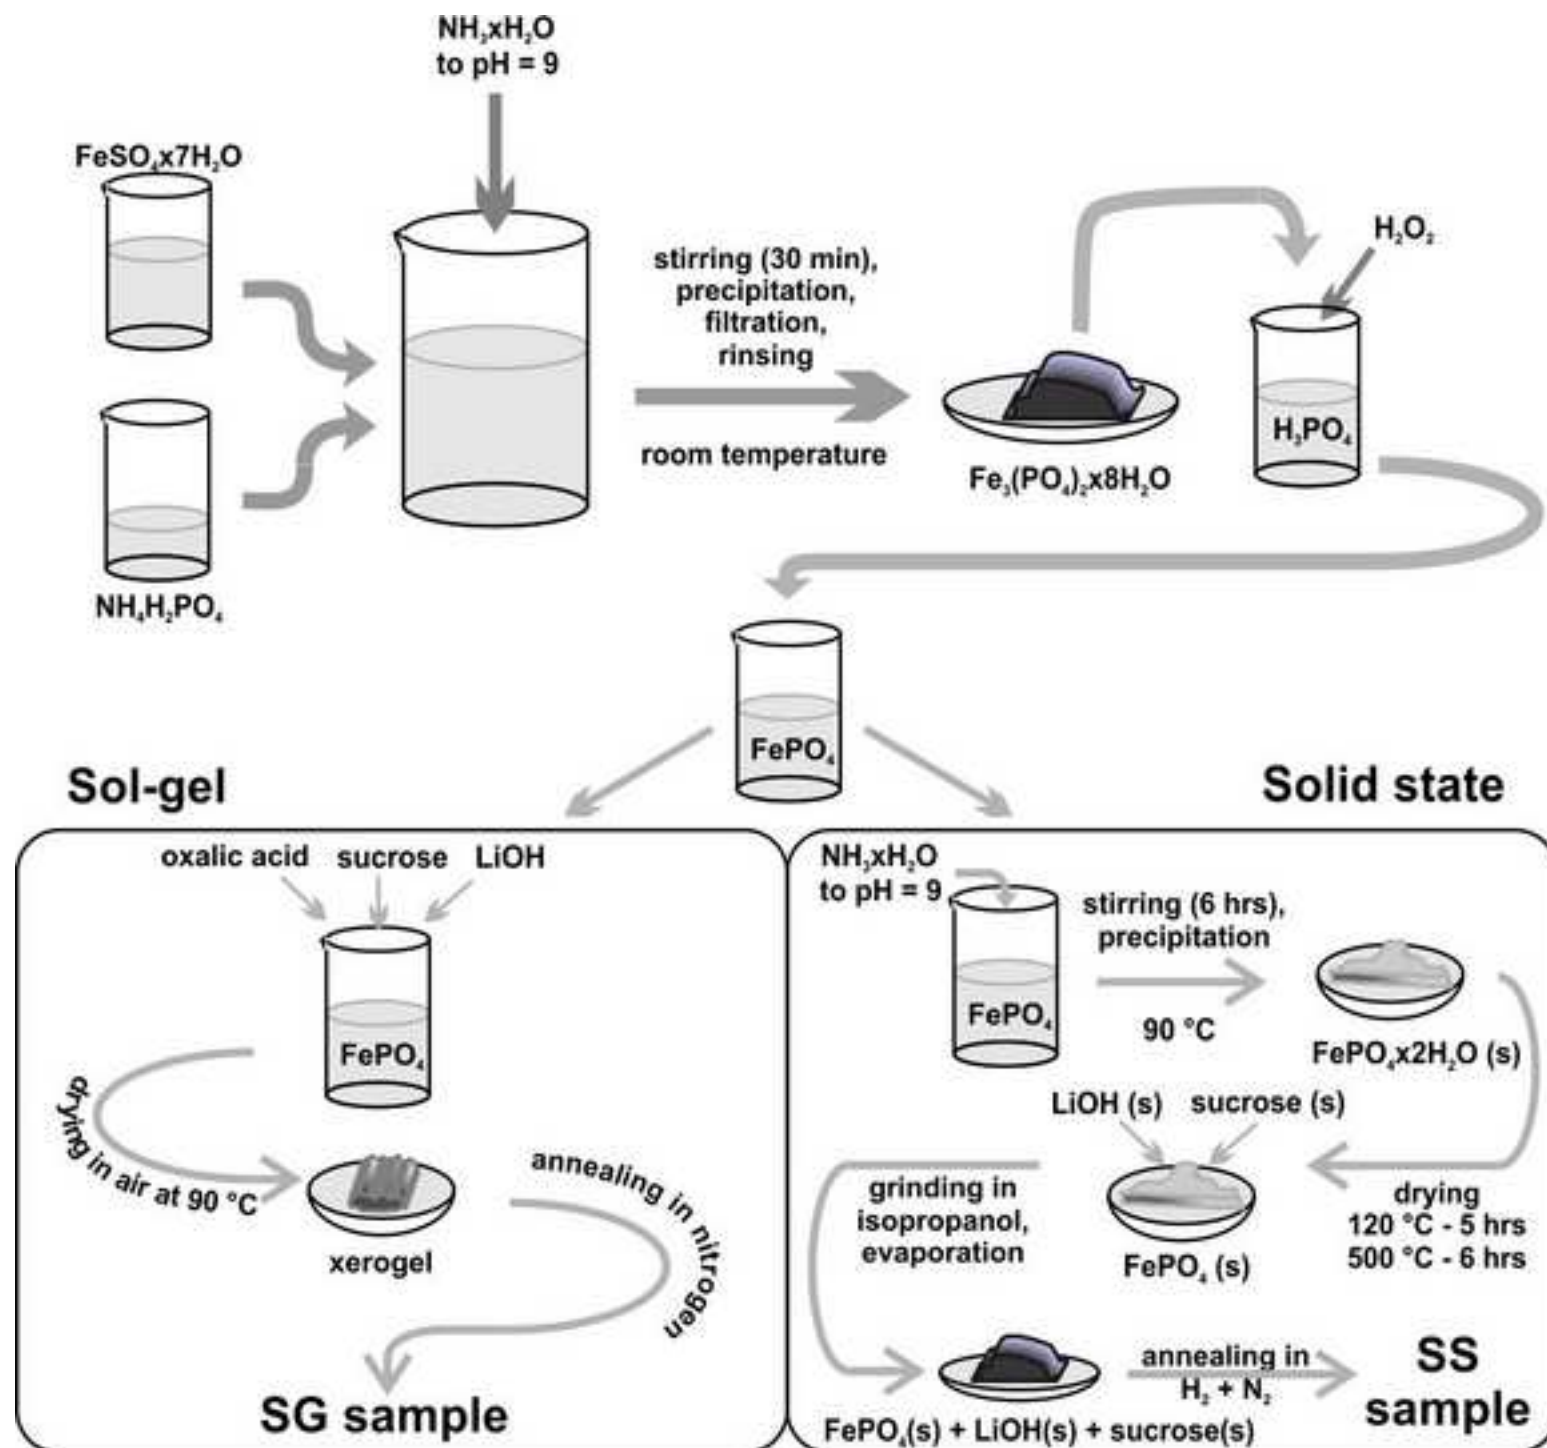 NH₃xH₂O
to pH = 9
FeSO₄x7H₂O
NH₄H₂PO₄
stirring (30 min),
precipitation,
filtration,
rinsing
room temperature
Fe₃(PO₄)₂x8H₂O
H₂O₂
H₃PO₄
FePO₄
Sol-gel
oxalic acid
sucrose
LiOH
FePO₄
drying in air at 90 °C
xerogel
annealing in nitrogen
SG sample
Solid state
NH₃xH₂O
to pH = 9
FePO₄
stirring (6 hrs),
precipitation
90 °C
FePO₄x2H₂O (s)
drying
120 °C - 5 hrs
500 °C - 6 hrs
LiOH (s)
sucrose (s)
FePO₄ (s)
grinding in
isopropanol,
evaporation
FePO₄(s) + LiOH(s) + sucrose(s)
annealing in
H₂ + N₂
SS
sample